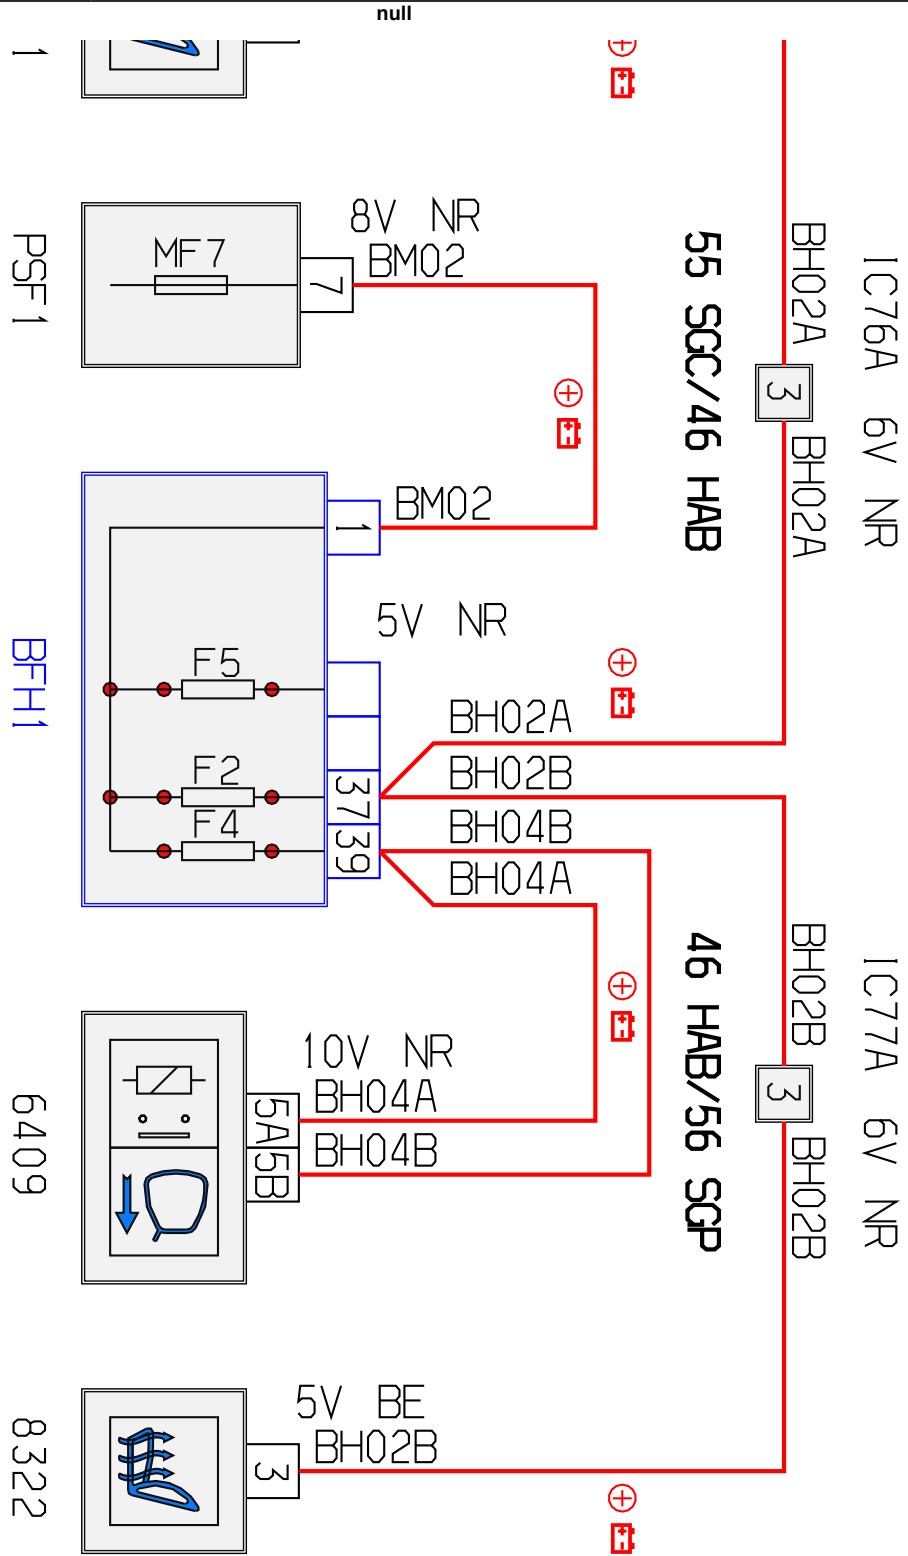 null
1
8V NR
BM02
MF7
7
PSF1
BH02A
IC76A 6V NR
55 SGC/46 HAB
3
BH02A
BM02
1
5V NR
F5
BFH1
BH02A
F2
37
BH02B
F4
39
BH04B
BH04A
BH02B
IC77A 6V NR
46 HAB/56 SGP
3
BH02B
10V NR
BH04A
5A
BH04B
5B
6409
5V BE
BH02B
3
8322